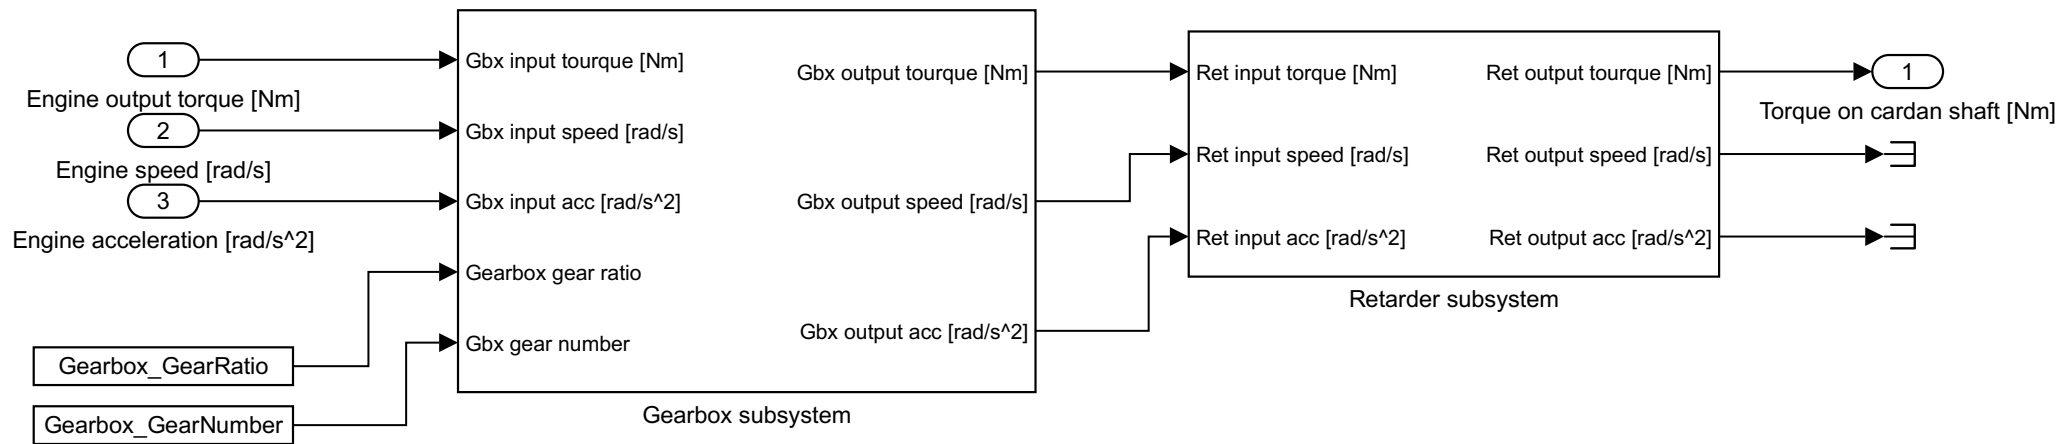 1
Engine output torque [Nm]
2
Engine speed [rad/s]
3
Engine acceleration [rad/s^2]
Gearbox_GearRatio
Gearbox_GearNumber
Gbx input tourque [Nm]
Gbx input speed [rad/s]
Gbx input acc [rad/s^2]
Gearbox gear ratio
Gbx gear number
Gbx output tourque [Nm]
Gbx output speed [rad/s]
Gbx output acc [rad/s^2]
Gearbox subsystem
Ret input torque [Nm]
Ret input speed [rad/s]
Ret input acc [rad/s^2]
Ret output tourque [Nm]
Ret output speed [rad/s]
Ret output acc [rad/s^2]
Retarder subsystem
1
Torque on cardan shaft [Nm]